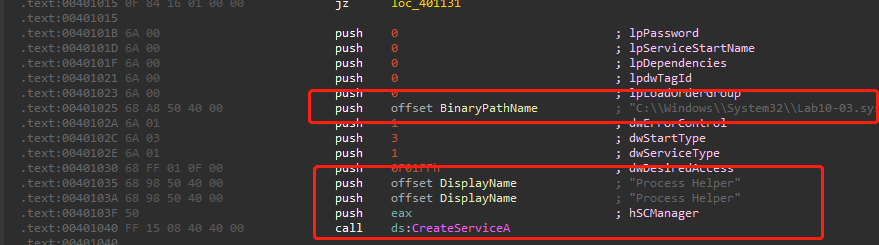 .text:00401015 0F 84 16 01 00 00 jz loc_401131
.text:00401015
.text:0040101B 6A 00 push 0 ; lpPassword
.text:0040101D 6A 00 push 0 ; lpServiceStartName
.text:0040101F 6A 00 push 0 ; lpDependencies
.text:00401021 6A 00 push 0 ; lpdwTagId
.text:00401023 6A 00 push 0 ; lpLoadOrderGroup
.text:00401025 68 A8 50 40 00 push offset BinaryPathName ; "C:\\Windows\\System32\\Lab10-03.sy
.text:0040102A 6A 01 push 1 ; dwErrorControl
.text:0040102C 6A 03 push 3 ; dwStartType
.text:0040102E 6A 01 push 1 ; dwServiceType
.text:00401030 68 FF 01 0F 00 push 0F01FFh ; dwDesiredAccess
.text:00401035 68 98 50 40 00 push offset DisplayName ; "Process Helper"
.text:0040103A 68 98 50 40 00 push offset DisplayName ; "Process Helper"
.text:0040103F 50 push eax ; hSCManager
.text:00401040 FF 15 08 40 40 00 call ds:CreateServiceA
.text:00401040